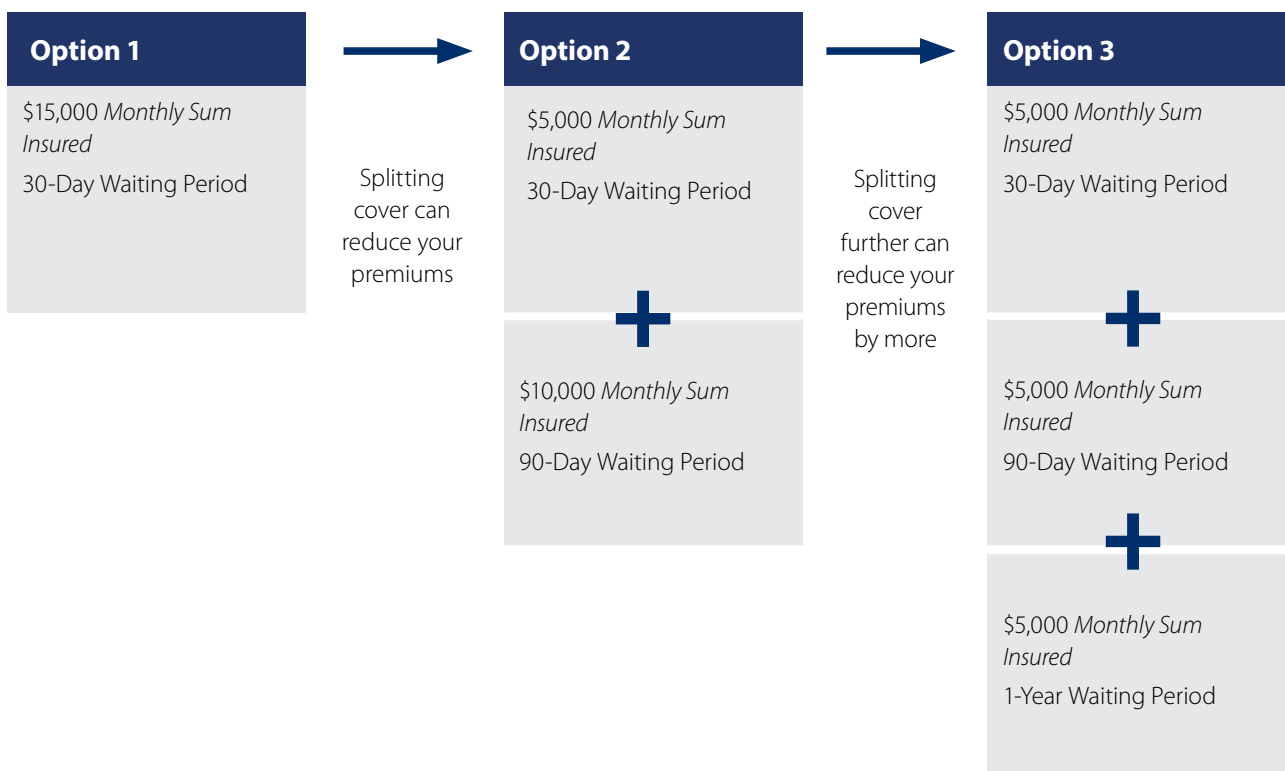 Option 1
$15,000 Monthly Sum
Insured
30-Day Waiting Period
Splitting
cover can
reduce your
premiums
Option 2
$5,000 Monthly Sum
Insured
30-Day Waiting Period
+
$10,000 Monthly Sum
Insured
90-Day Waiting Period
Splitting
cover
further can
reduce your
premiums
by more
Option 3
$5,000 Monthly Sum
Insured
30-Day Waiting Period
+
$5,000 Monthly Sum
Insured
90-Day Waiting Period
+
$5,000 Monthly Sum
Insured
1-Year Waiting Period